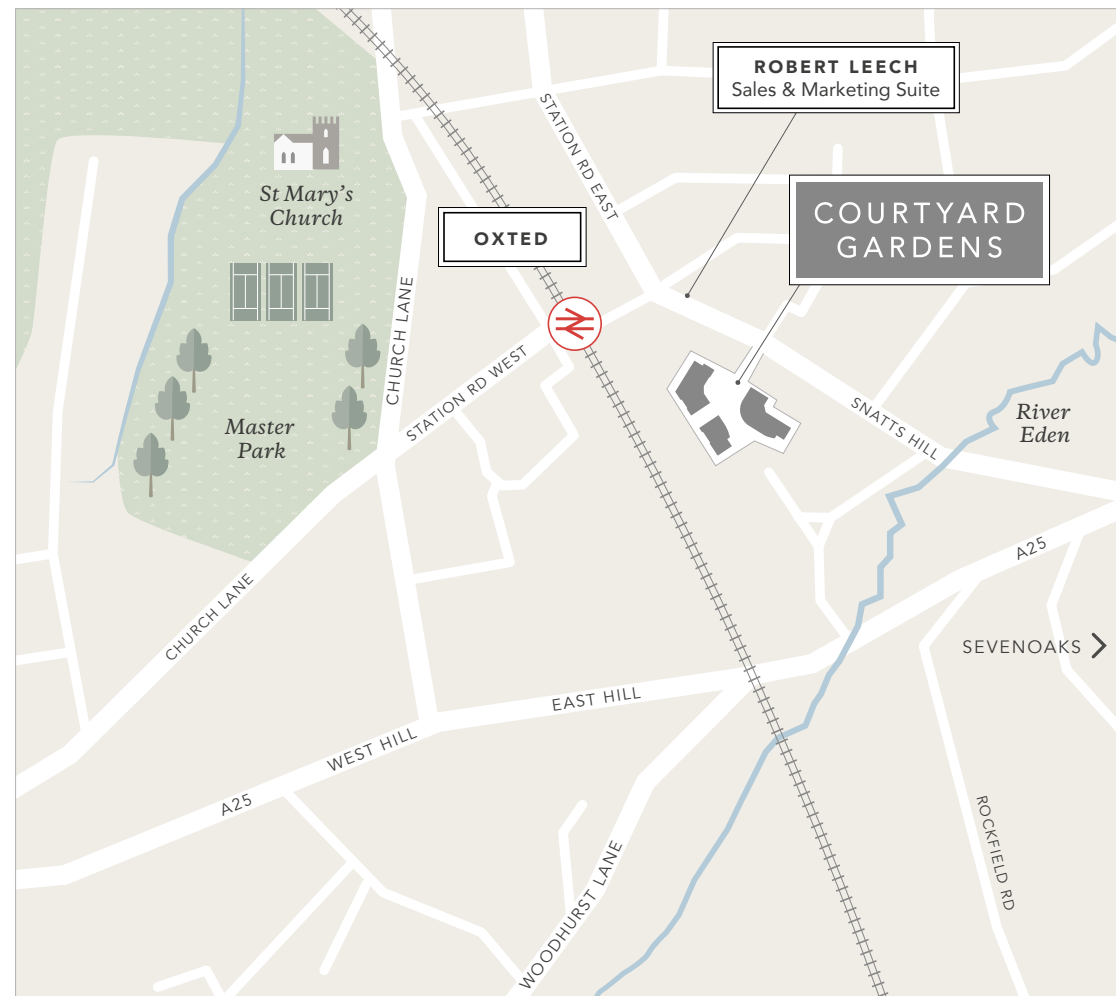 ROBERT LEECH
Sales & Marketing Suite
STATION RD EAST
St Mary’s
Church
COURTYARD
GARDENS
OXTED
CHURCH LANE
STATION RD WEST
Master
Park
SNATTS HILL
River
Eden
A25
CHURCH LANE
SEVENOAKS
EAST HILL
WEST HILL
A25
ROCKFIELD RD
WOODHURST LANE